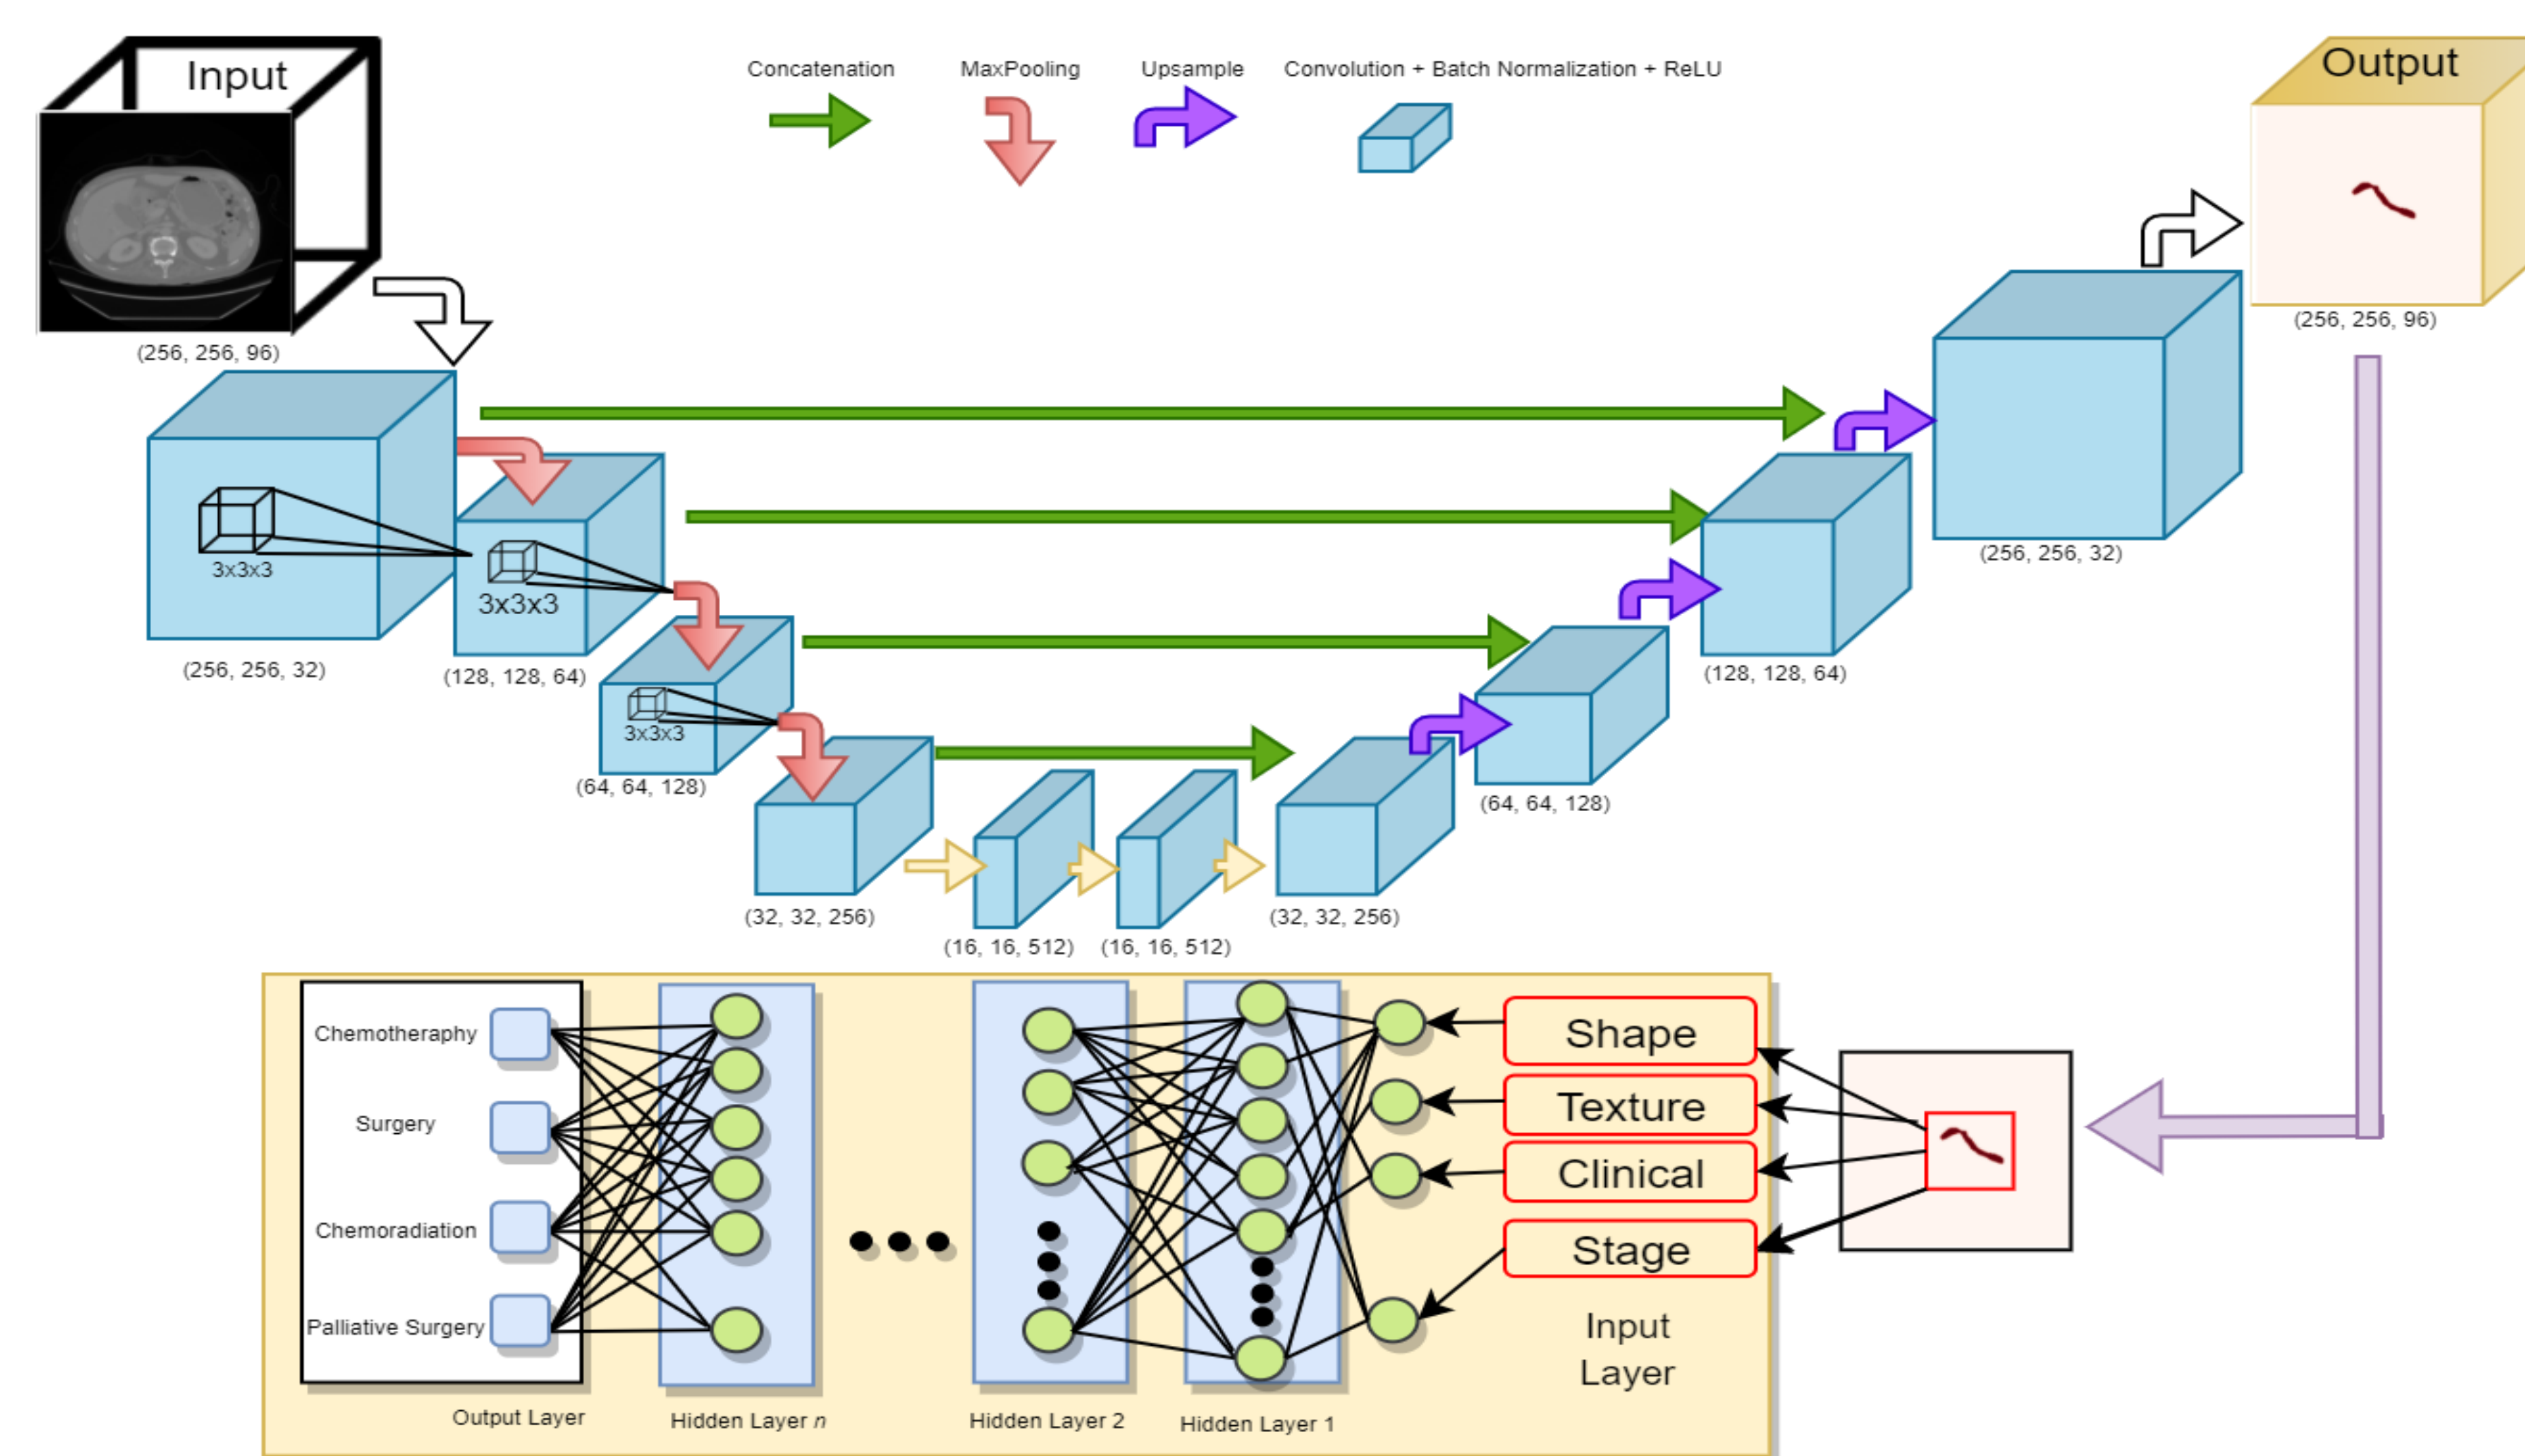 Input
Concatenation
MaxPooling
Upsample
Convolution + Batch Normalization + ReLU
Output
(256, 256, 96)
(256, 256, 96)
3x3x3
3x3x3
3x3x3
(256, 256, 32)
(128, 128, 64)
(64, 64, 128)
(32, 32, 256)
(16, 16, 512)
(16, 16, 512)
(32, 32, 256)
(64, 64, 128)
(128, 128, 64)
(256, 256, 32)
Chemotheraphy
Surgery
Chemoradiation
Palliative Surgery
Output Layer
Hidden Layer n
Hidden Layer 2
Hidden Layer 1
Shape
Texture
Clinical
Stage
Input
Layer